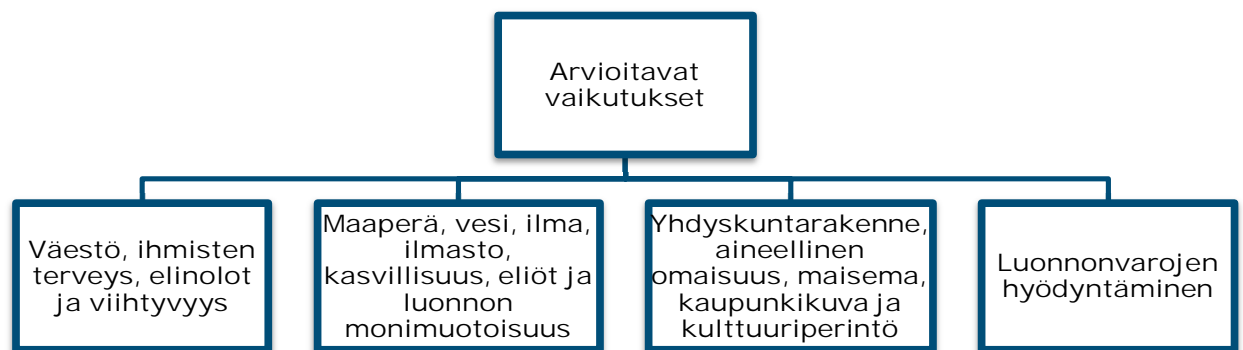 Arvioitavat
vaikutukset
Väestö, ihmisten
terveys, elinolot
ja viihtyvyys
Maaperä, vesi, ilma,
ilmasto,
kasvillisuus, eliöt ja
luonnon
monimuotoisuus
Yhdyskuntarakenne,
aineellinen
omaisuus, maisema,
kaupunkikuva ja
kulttuuriperintö
Luonnonvarojen
hyödyntäminen